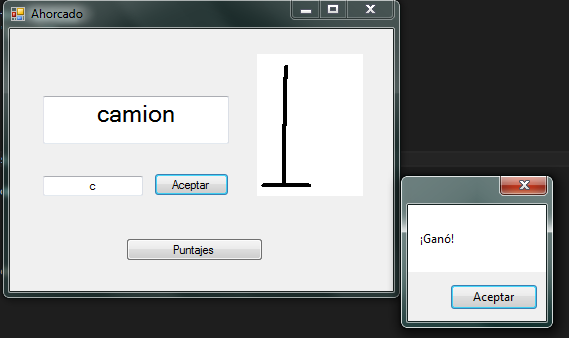 Ahorcado
camion
c
Aceptar
Puntajes
¡Ganó!
Aceptar